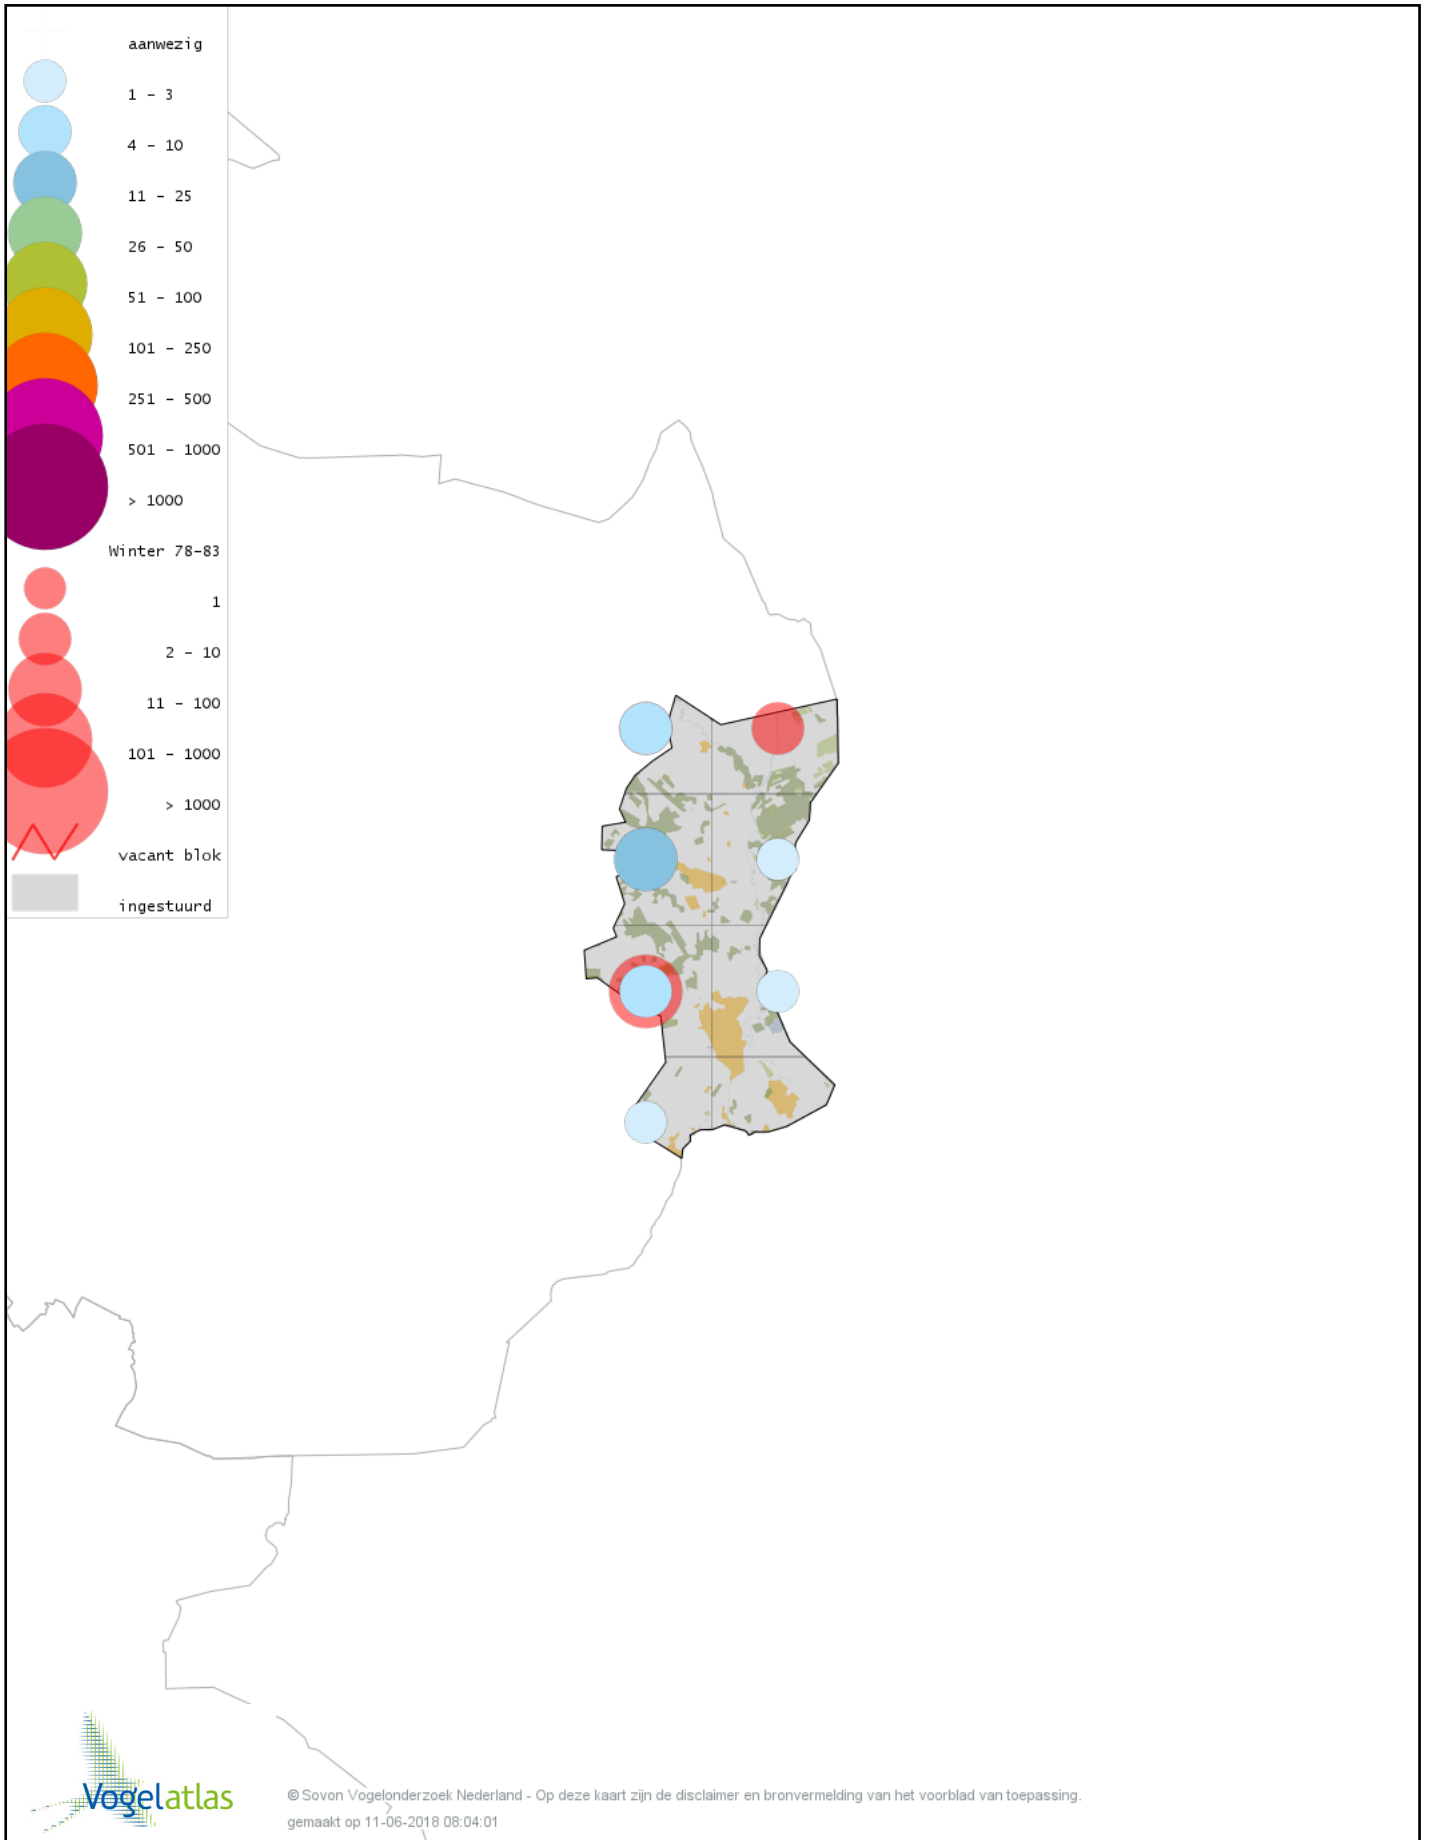 aanwezig
1 - 3
4 - 10
11 - 25
26 - 50
51 - 100
101 - 250
251 - 500
501 - 1000
> 1000
Winter 78-83
1
2 - 10
11 - 100
101 - 1000
> 1000
vacant blok
ingestuurd
Vogelatlas
© Sovon Vogelonderzoek Nederland - Op deze kaart zijn de disclaimer en bronvermelding van het voorblad van toepassing.
gemaakt op 11-06-2018 08:04:01